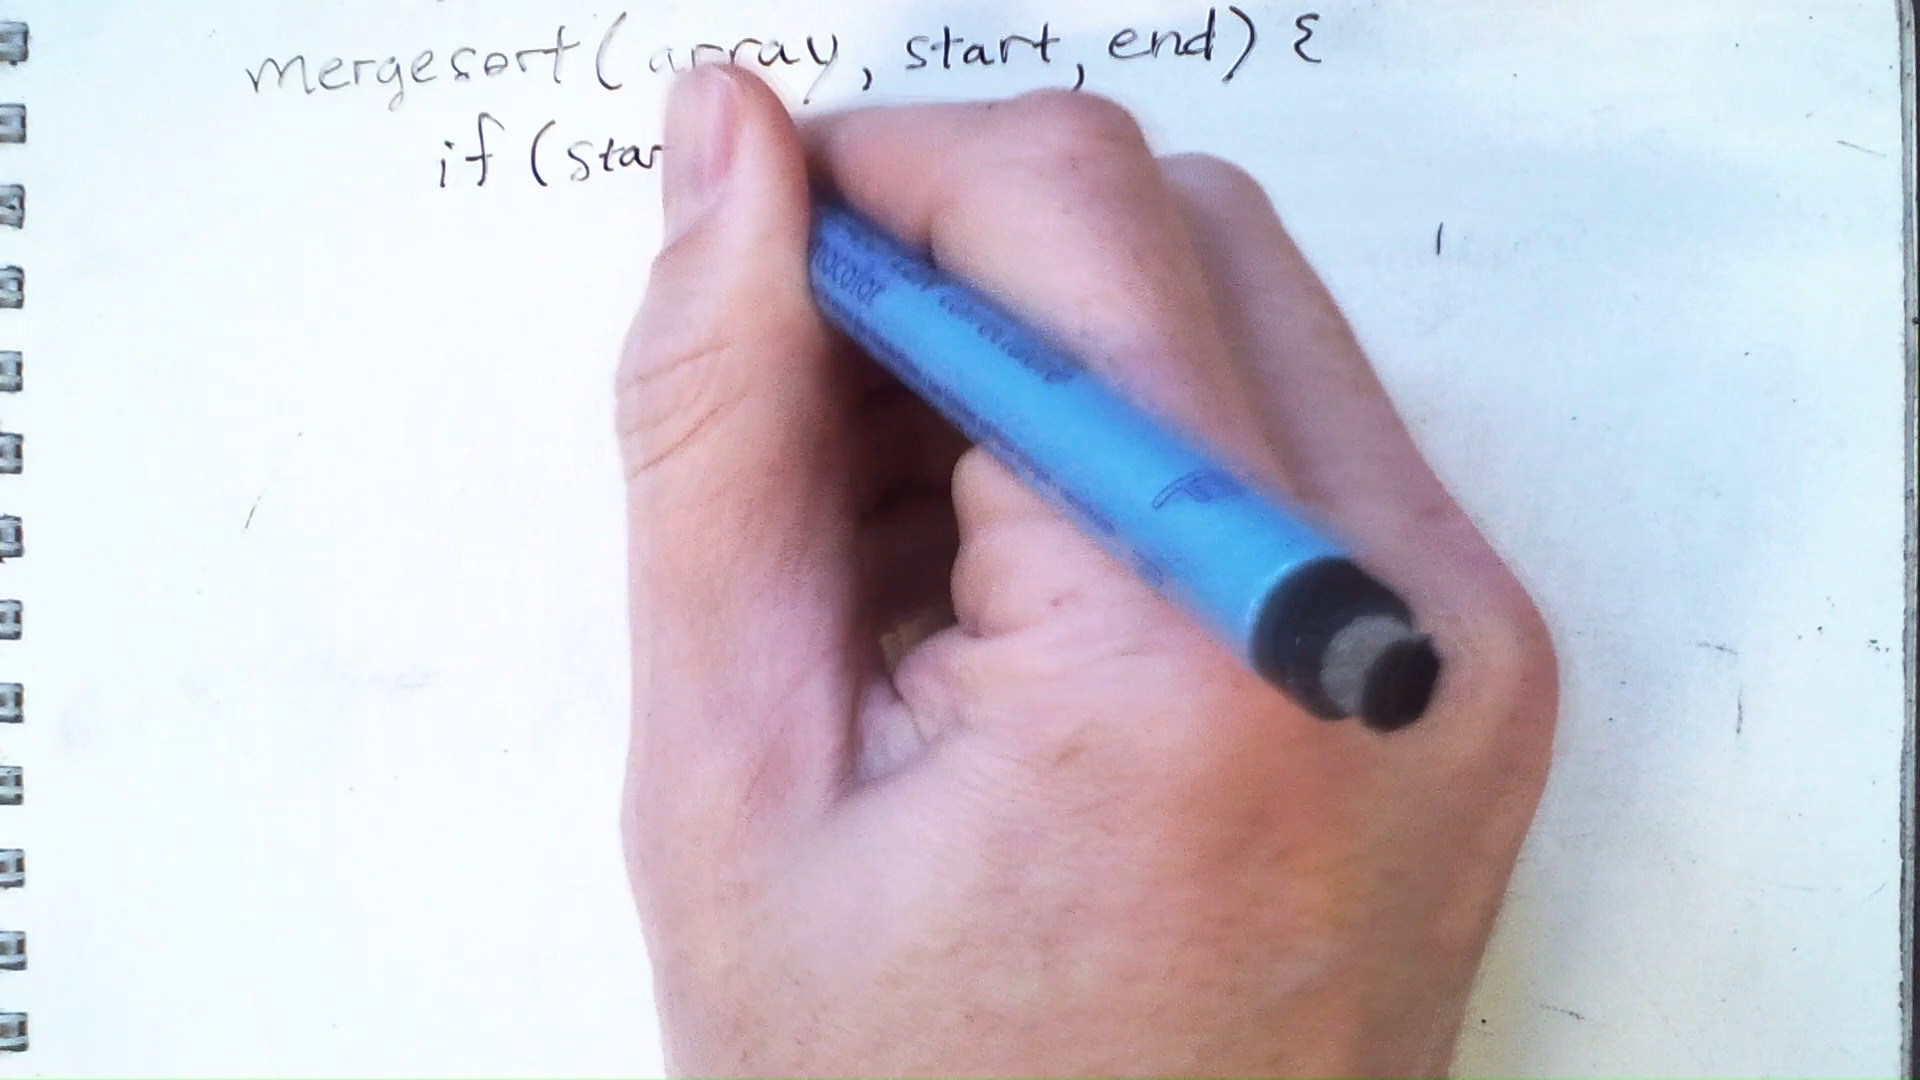 mergesort(array, start, end) {
if (star